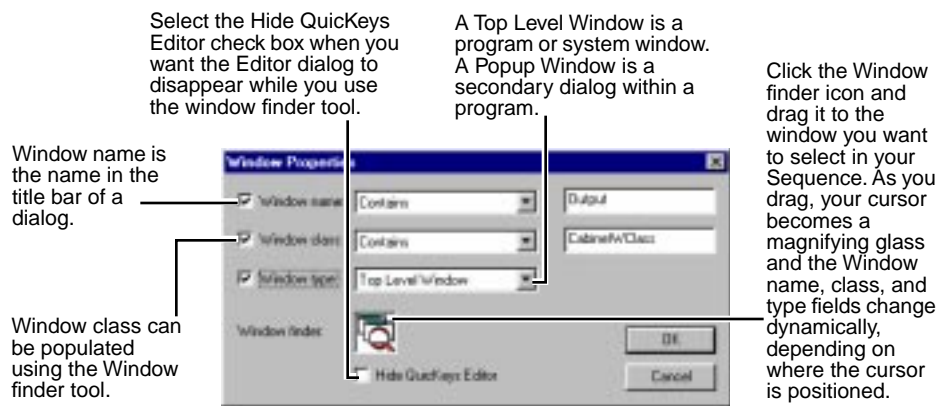 Select the Hide QuicKeys
Editor check box when you
want the Editor dialog to
disappear while you use
the window finder tool.
A Top Level Window is a
program or system window.
A Popup Window is a
secondary dialog within a
program.
Click the Window
finder icon and
drag it to the
window you want
to select in your
Sequence. As you
drag, your cursor
becomes a
magnifying glass
and the Window
name, class, and
type fields change
dynamically,
depending on
where the cursor
is positioned.
Window name is
the name in the
title bar of a
dialog.
Window class can
be populated
using the Window
finder tool.
Window Properties
Window name: Contains Output
Window class: Contains CabinetWClass
Window type: Top Level Window
Window finder:
Hide QuicKeys Editor
OK
Cancel